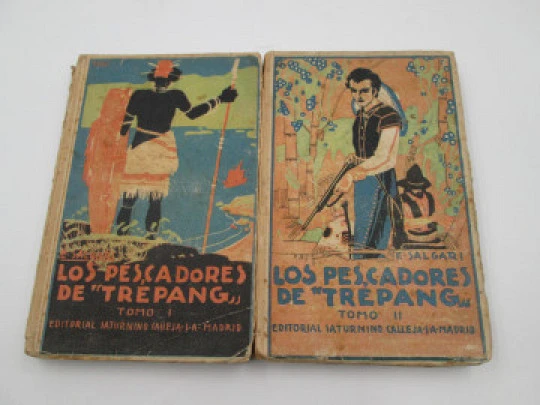 E. SALGARI
LOS PESCADORES
DE "TREPANG"
TOMO I
EDITORIAL SATURNINO CALLEJA-S.A-MADRID
E. SALGARI
LOS PESCADORES
DE "TREPANG"
TOMO II
EDITORIAL SATURNINO CALLEJA-S.A-MADRID